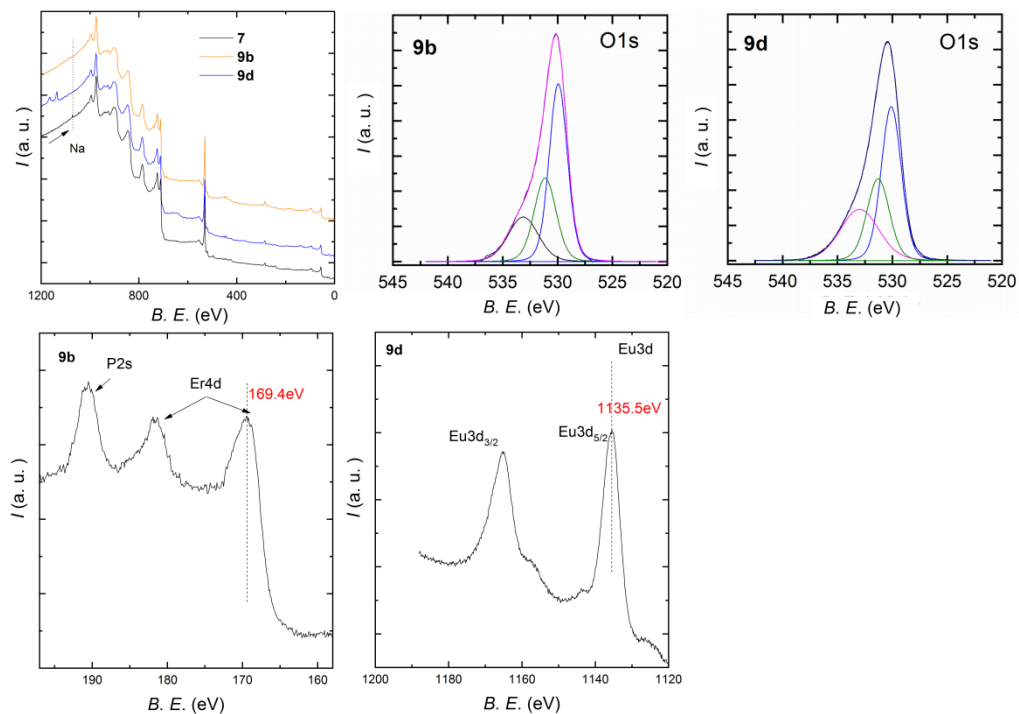 7
9b
9d
Na
I (a. u.)
1200 800 400 0
B. E. (eV)
9b
O1s
I (a. u.)
545 540 535 530 525 520
B. E. (eV)
9d
O1s
I (a. u.)
545 540 535 530 525 520
B. E. (eV)
9b
P2s
Er4d
169.4eV
I (a. u.)
190 180 170 160
B. E. (eV)
9d
Eu3d
1135.5eV
Eu3d3/2
Eu3d5/2
I (a. u.)
1200 1180 1160 1140 1120
B. E. (eV)